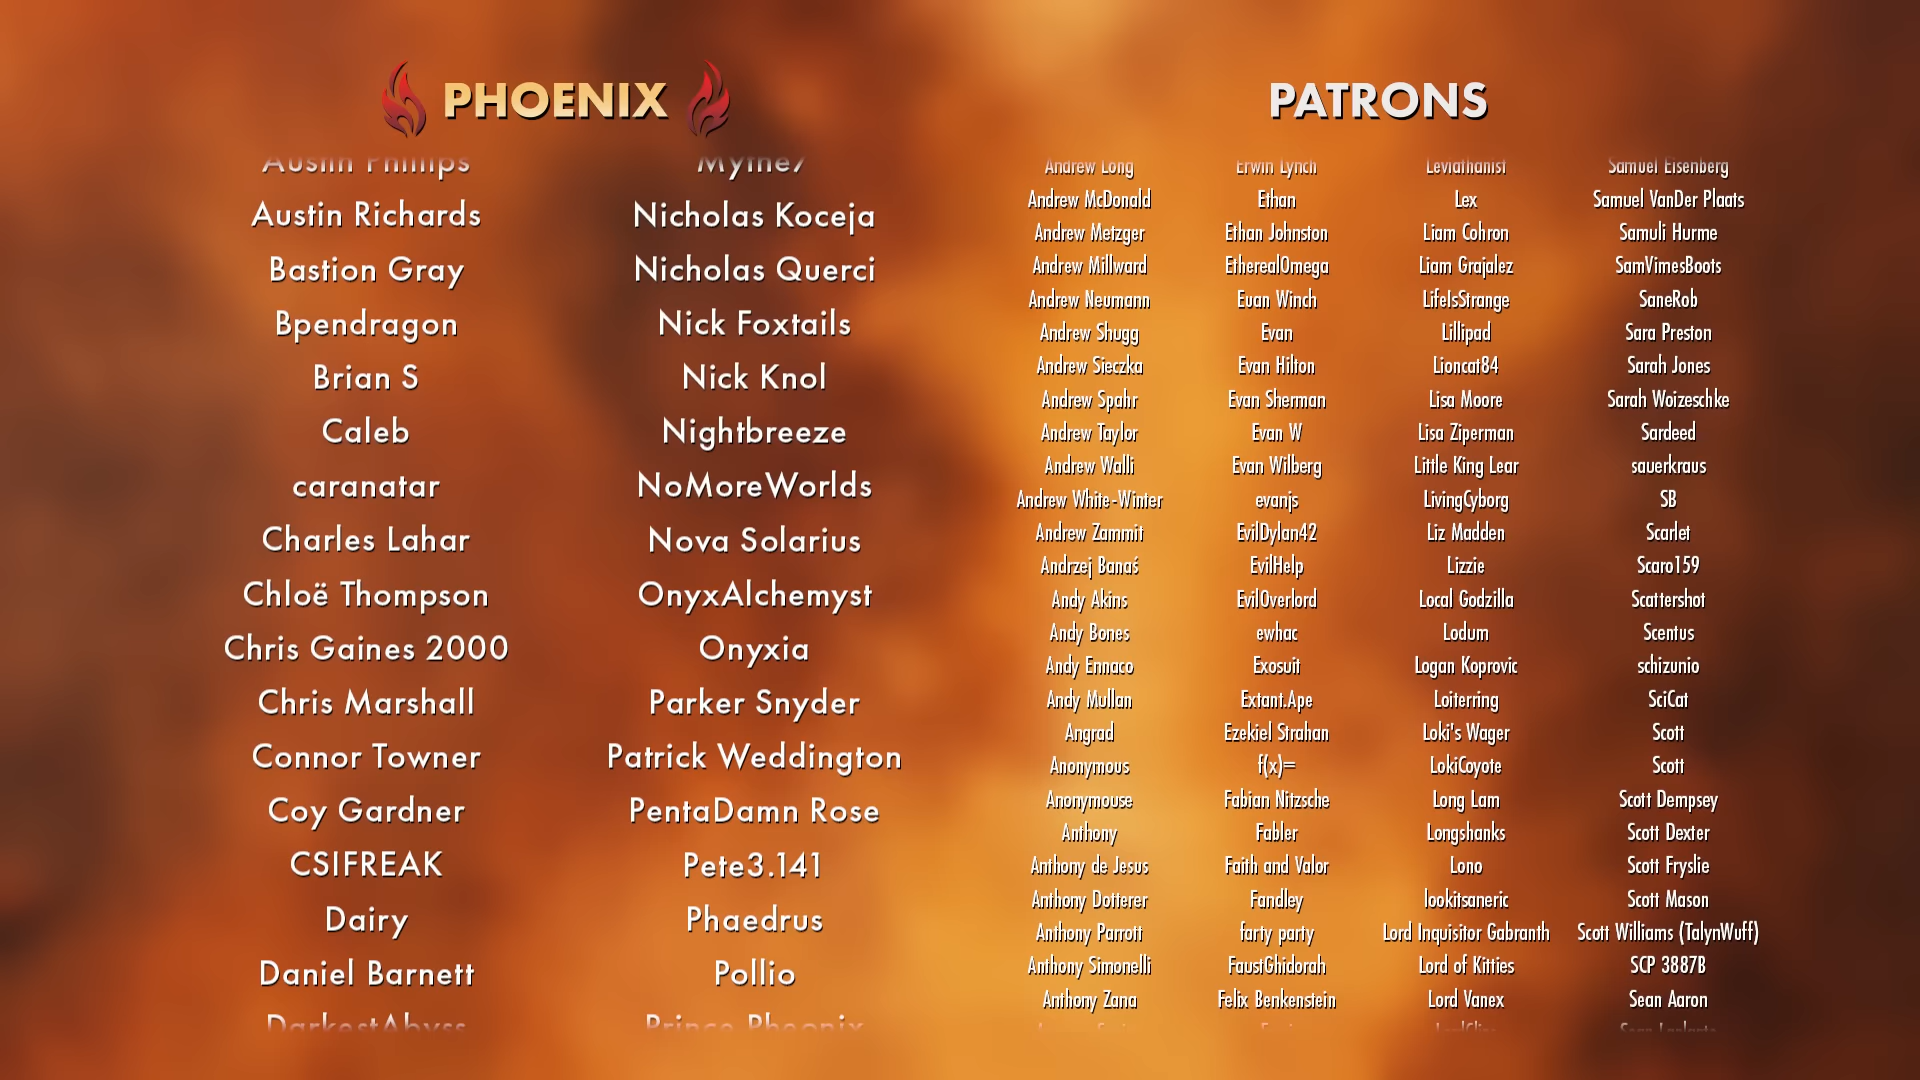 PHOENIX
Austin Phillips
Austin Richards
Bastion Gray
Bpendragon
Brian S
Caleb
caranatar
Charles Lahar
Chloë Thompson
Chris Gaines 2000
Chris Marshall
Connor Towner
Coy Gardner
CSIFREAK
Dairy
Daniel Barnett
DarkestAbyss
Nicholas Koceja
Nicholas Querci
Nick Foxtails
Nick Knol
Nightbreeze
NoMoreWorlds
Nova Solarius
OnyxAlchemyst
Onyxia
Parker Snyder
Patrick Weddington
PentaDamn Rose
Pete3.141
Phaedrus
Pollio
Prince Pheonix
PATRONS
Andrew Long
Andrew McDonald
Andrew Metzger
Andrew Millward
Andrew Neumann
Andrew Shugg
Andrew Sieczka
Andrew Spahr
Andrew Taylor
Andrew Walli
Andrew White-Winter
Andrew Zammit
Andrzej Banaś
Andy Akins
Andy Bones
Andy Ennaco
Andy Mullan
Angrad
Anonymous
Anonymouse
Anthony
Anthony de Jesus
Anthony Dotterer
Anthony Parrott
Anthony Simonelli
Anthony Zana
Erwin Lynch
Ethan
Ethan Johnston
EtherealOmega
Euan Winch
Evan
Evan Hilton
Evan Sherman
Evan W
Evan Wilberg
evanjs
EvilDylan42
EvilHelp
EvilOverlord
ewhac
Exosuit
Extant.Ape
Ezekiel Strahan
f(x)=
Fabian Nitzsche
Fabler
Faith and Valor
Fandley
farty party
FaustGhidorah
Felix Benkenstein
Leviathanist
Lex
Liam Cohron
Liam Grajalez
LifeIsStrange
Lillipad
Lioncat84
Lisa Moore
Lisa Ziperman
Little King Lear
LivingCyborg
Liz Madden
Lizzie
Local Godzilla
Lodum
Logan Koprovic
Loiterring
Loki's Wager
LokiCoyote
Long Lam
Longshanks
Lono
lookitsaneric
Lord Inquisitor Gabranth
Lord of Kitties
Lord Vanex
Samuel Eisenberg
Samuel VanDer Plaats
Samuli Hurme
SamVimesBoots
SaneRob
Sara Preston
Sarah Jones
Sarah Woizeschke
Sardeed
sauerkraus
SB
Scarlet
Scaro159
Scattershot
Scentus
schizunio
SciCat
Scott
Scott
Scott Dempsey
Scott Dexter
Scott Fryslie
Scott Mason
Scott Williams (TalynWuff)
SCP 3887B
Sean Aaron